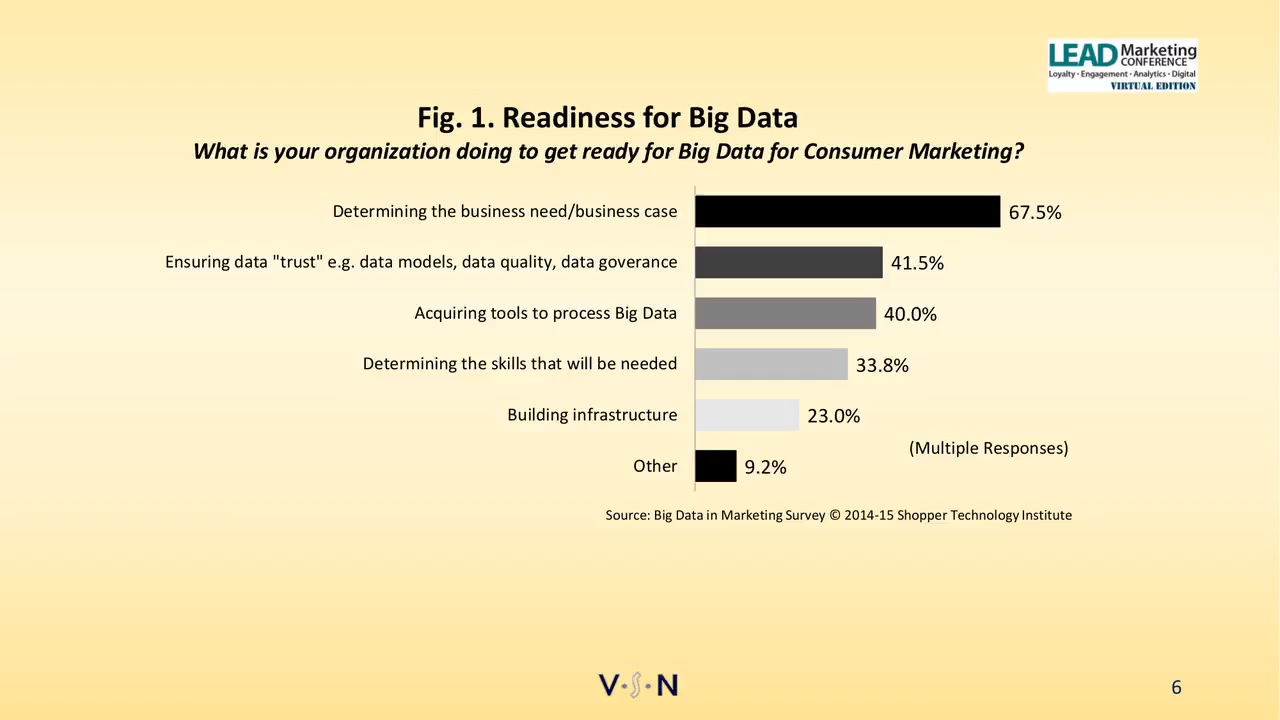 LEAD Marketing
CONFERENCE
Loyalty • Engagement • Analytics • Digital
VIRTUAL EDITION
Fig. 1. Readiness for Big Data
What is your organization doing to get ready for Big Data for Consumer Marketing?
Determining the business need/business case 67.5%
Ensuring data "trust" e.g. data models, data quality, data goverance 41.5%
Acquiring tools to process Big Data 40.0%
Determining the skills that will be needed 33.8%
Building infrastructure 23.0%
(Multiple Responses)
Other 9.2%
Source: Big Data in Marketing Survey © 2014-15 Shopper Technology Institute
V•S•N
6